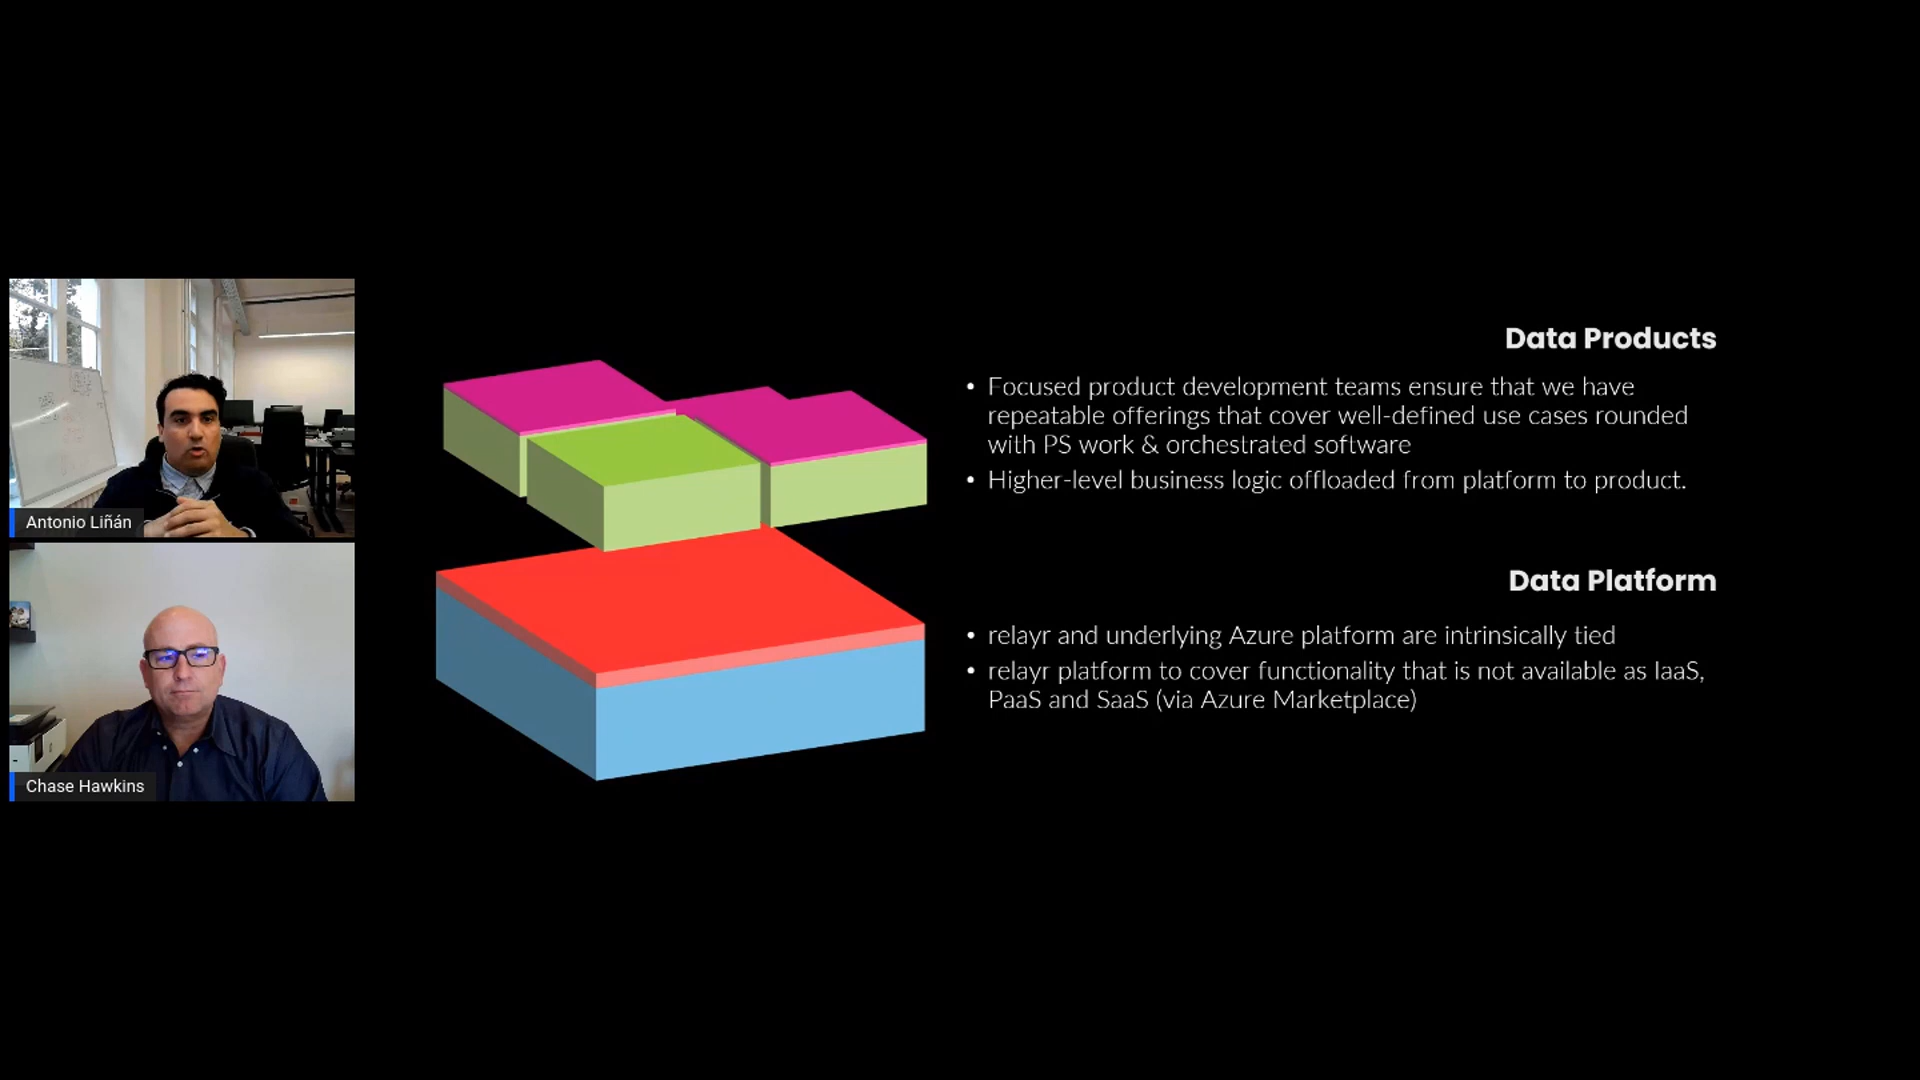 Antonio Liñán
Chase Hawkins
Data Products
• Focused product development teams ensure that we have
repeatable offerings that cover well-defined use cases rounded
with PS work & orchestrated software
• Higher-level business logic offloaded from platform to product.
Data Platform
• relayr and underlying Azure platform are intrinsically tied
• relayr platform to cover functionality that is not available as IaaS,
PaaS and SaaS (via Azure Marketplace)